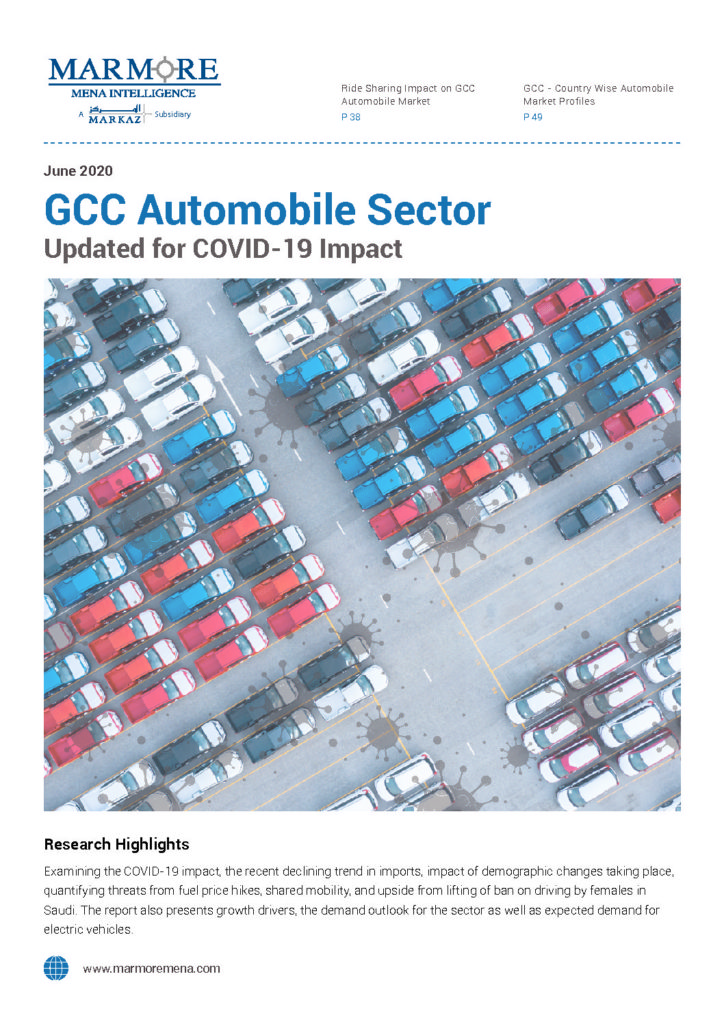 MARMORE
MENA INTELLIGENCE
A المركز MARKAZ Subsidiary
Ride Sharing Impact on GCC
Automobile Market
P 38
GCC - Country Wise Automobile
Market Profiles
P 49
June 2020
GCC Automobile Sector
Updated for COVID-19 Impact
Research Highlights
Examining the COVID-19 impact, the recent declining trend in imports, impact of demographic changes taking place,
quantifying threats from fuel price hikes, shared mobility, and upside from lifting of ban on driving by females in
Saudi. The report also presents growth drivers, the demand outlook for the sector as well as expected demand for
electric vehicles.
www.marmoremena.com